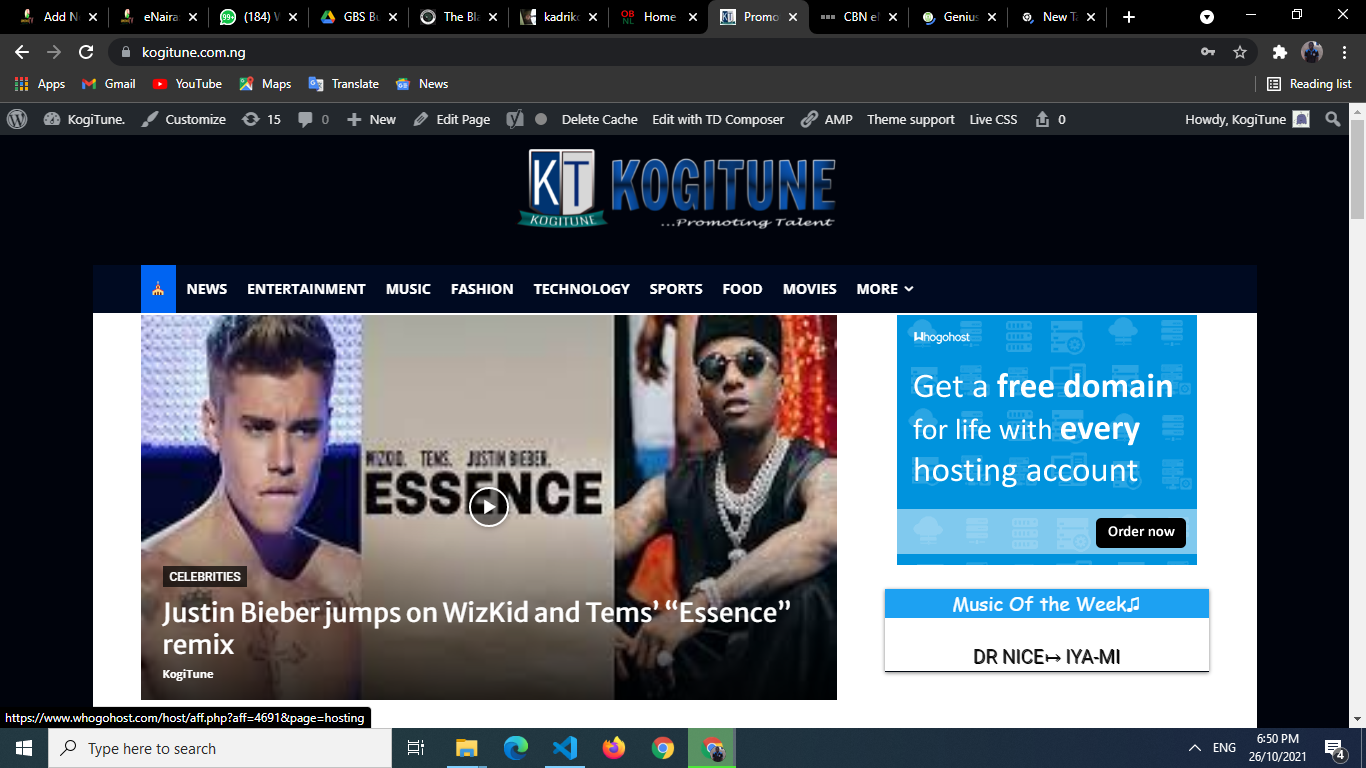 Add N
eNaira
(184) W
GBS Bu
The Bla
kadriko
Home
Promo
CBN el
Genius
New Ta
kogitune.com.ng
Apps
Gmail
YouTube
Maps
Translate
News
Reading list
KogiTune.
Customize
15
0
New
Edit Page
Delete Cache
Edit with TD Composer
AMP
Theme support
Live CSS
0
Howdy, KogiTune
KT
KOGITUNE
KOGITUNE
...Promoting Talent
NEWS
ENTERTAINMENT
MUSIC
FASHION
TECHNOLOGY
SPORTS
FOOD
MOVIES
MORE
WIZKID. TEMS. JUSTIN BIEBER.
ESSENCE
CELEBRITIES
Justin Bieber jumps on WizKid and Tems’ “Essence”
remix
KogiTune
Whogohost
Get a free domain
for life with every
hosting account
Order now
Music Of the Week♫
DR NICE↦ IYA-MI
https://www.whogohost.com/host/aff.php?aff=4691&page=hosting
Type here to search
ENG
6:50 PM
26/10/2021
4